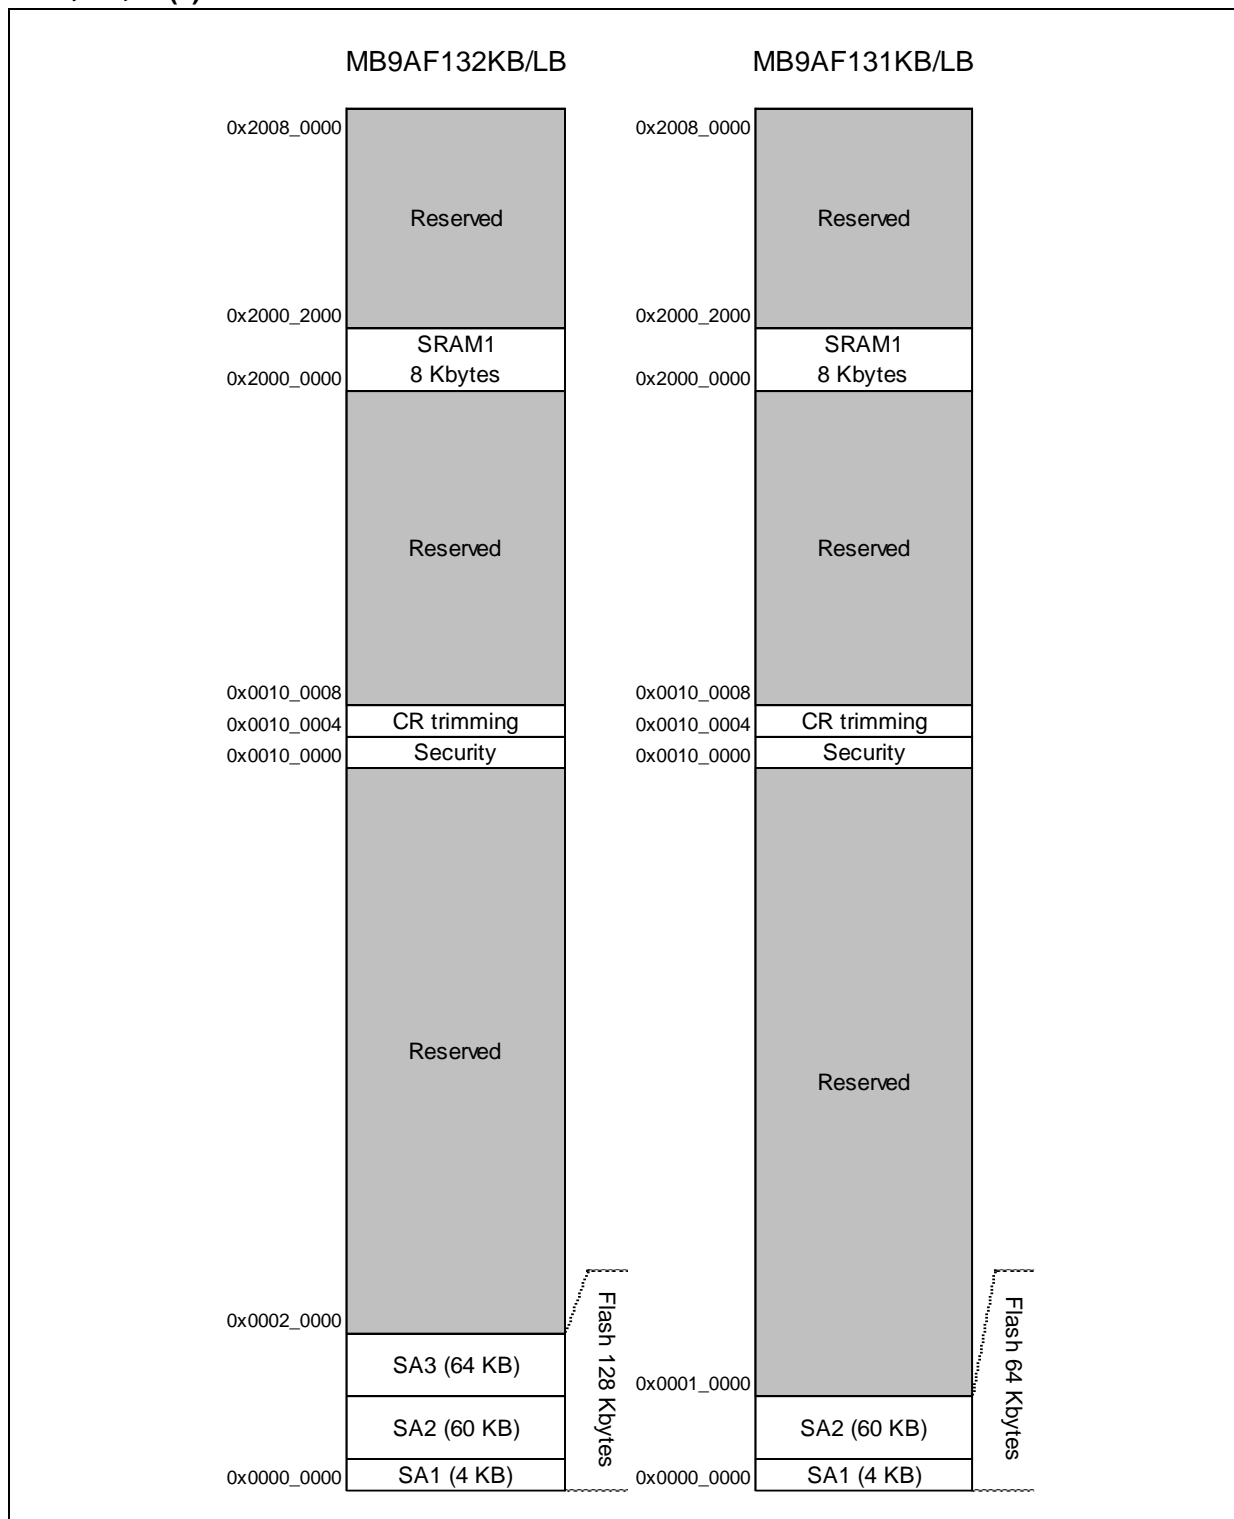 MB9AF132KB/LB
0x2008_0000
Reserved
0x2000_2000
SRAM1
8 Kbytes
0x2000_0000
Reserved
0x0010_0008
CR trimming
0x0010_0004
Security
0x0010_0000
Reserved
0x0002_0000
SA3 (64 KB)
SA2 (60 KB)
SA1 (4 KB)
0x0000_0000
Flash 128 Kbytes
MB9AF131KB/LB
0x2008_0000
Reserved
0x2000_2000
SRAM1
8 Kbytes
0x2000_0000
Reserved
0x0010_0008
CR trimming
0x0010_0004
Security
0x0010_0000
Reserved
0x0001_0000
SA2 (60 KB)
SA1 (4 KB)
0x0000_0000
Flash 64 Kbytes